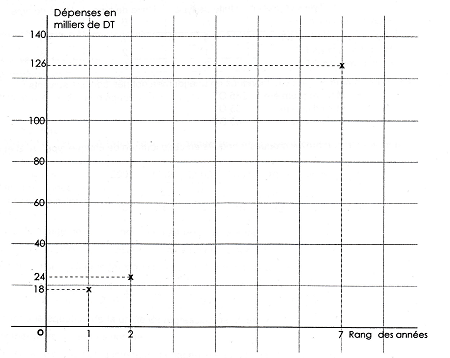 Dépenses en
milliers de DT
140
126
100
80
60
40
24
18
O 1 2 7 Rang des années
x
x
x